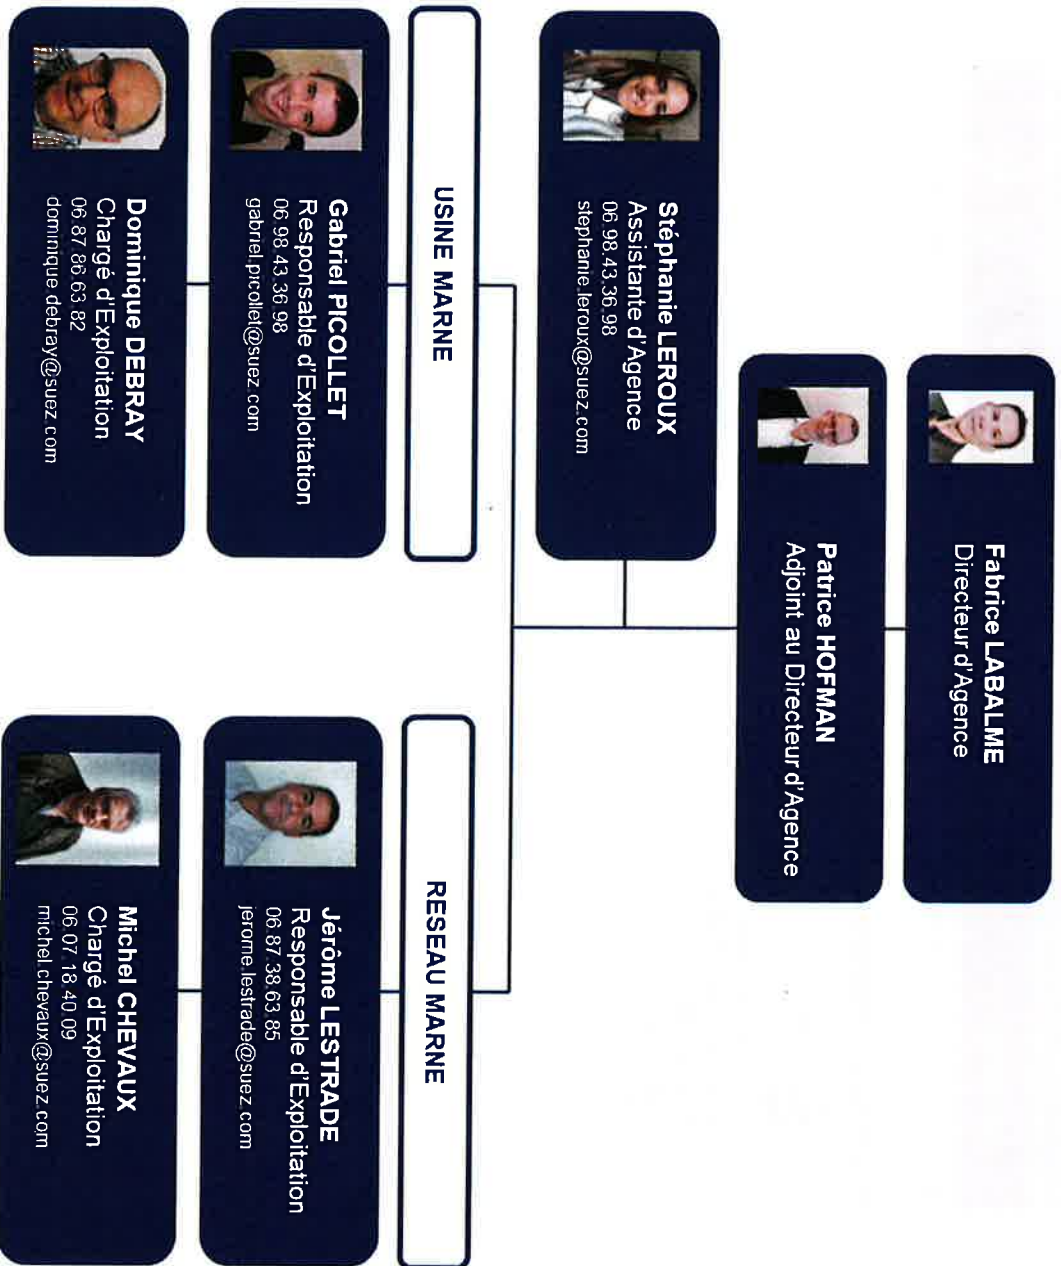 Fabrice LABALME
Directeur d'Agence
Patrice HOFMAN
Adjoint au Directeur d'Agence
Stéphanie LEROUX
Assistante d'Agence
06.98.43.36.98
stephanie.leroux@suez.com
USINE MARNE
Gabriel PICOLLET
Responsable d'Exploitation
06.98.43.36.98
gabriel.picollet@suez.com
Dominique DEBRAY
Chargé d'Exploitation
06.87.86.63.82
dominique.debray@suez.com
RESEAU MARNE
Jérôme LESTRADE
Responsable d'Exploitation
06.87.38.63.85
jerome.lestrade@suez.com
Michel CHEVAUX
Chargé d'Exploitation
06.07.18.40.09
michel.chevaux@suez.com